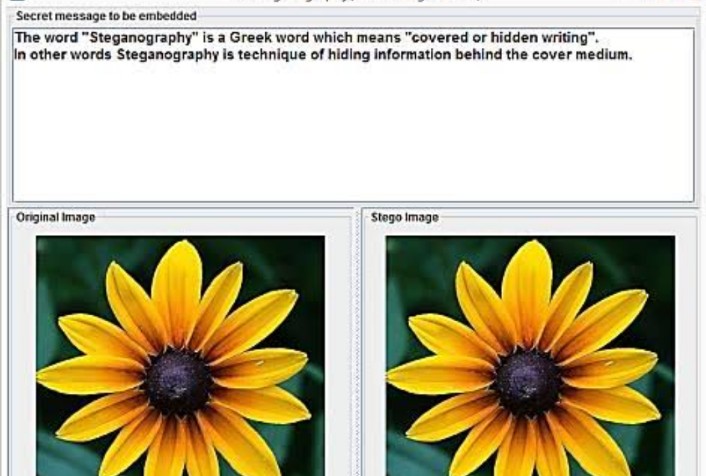 Secret message to be embedded
The word "Steganography" is a Greek word which means "covered or hidden writing".
In other words Steganography is technique of hiding information behind the cover medium.
Original Image
Stego Image